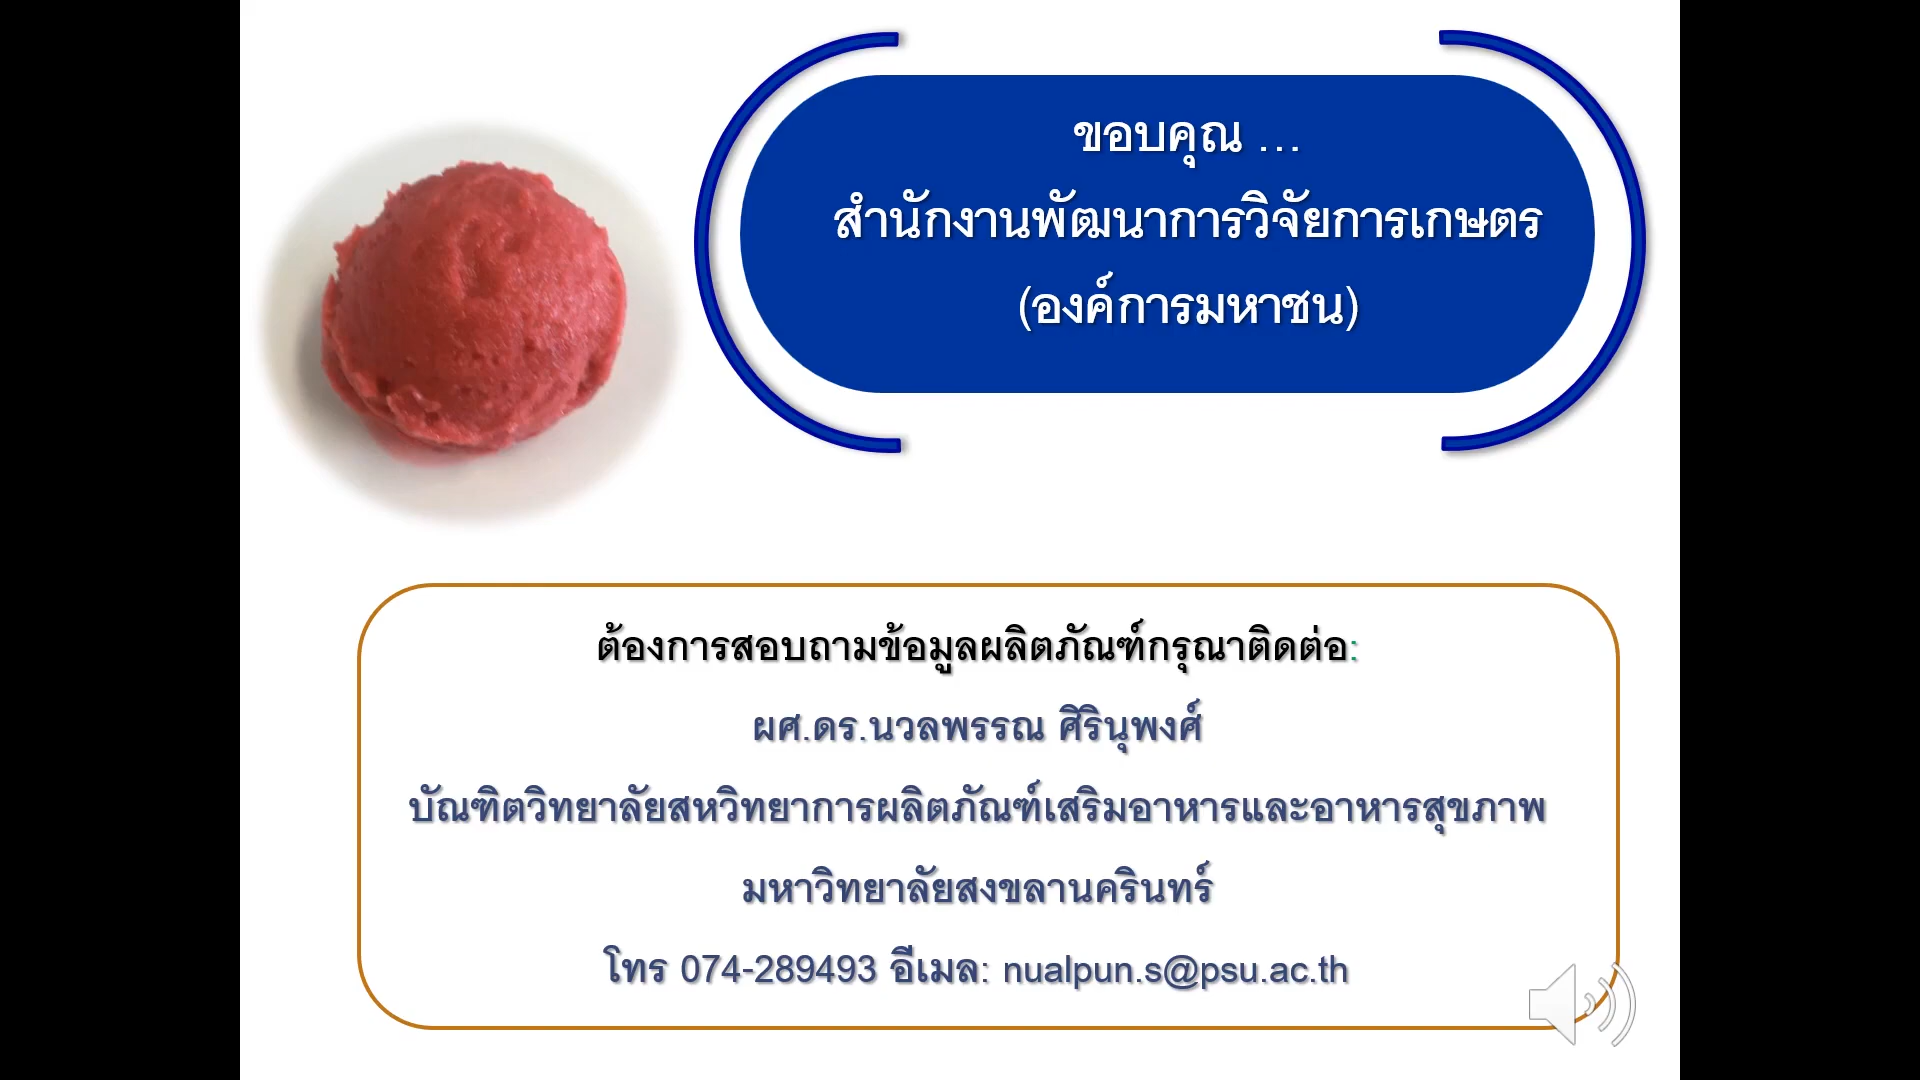 ขอบคุณ ...
สำนักงานพัฒนาการวิจัยการเกษตร
(องค์การมหาชน)
ต้องการสอบถามข้อมูลผลิตภัณฑ์กรุณาติดต่อ:
ผศ.ดร.นวลพรรณ ศิรินุพงศ์
บัณฑิตวิทยาลัยสหวิทยาการผลิตภัณฑ์เสริมอาหารและอาหารสุขภาพ
มหาวิทยาลัยสงขลานครินทร์
โทร 074-289493 อีเมล: nualpun.s@psu.ac.th